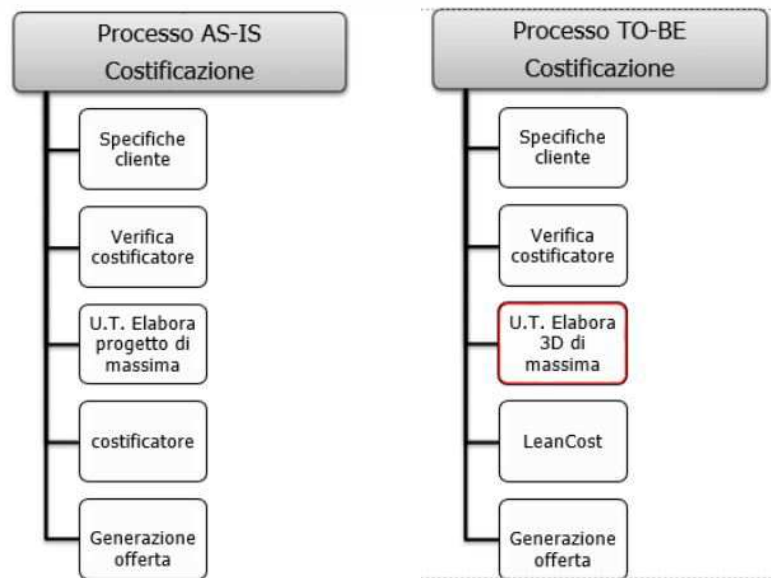 Processo AS-IS
Costificazione
Specifiche
cliente
Verifica
costificatore
U.T. Elabora
progetto di
massima
costificatore
Generazione
offerta
Processo TO-BE
Costificazione
Specifiche
cliente
Verifica
costificatore
U.T. Elabora
3D di
massima
LeanCost
Generazione
offerta